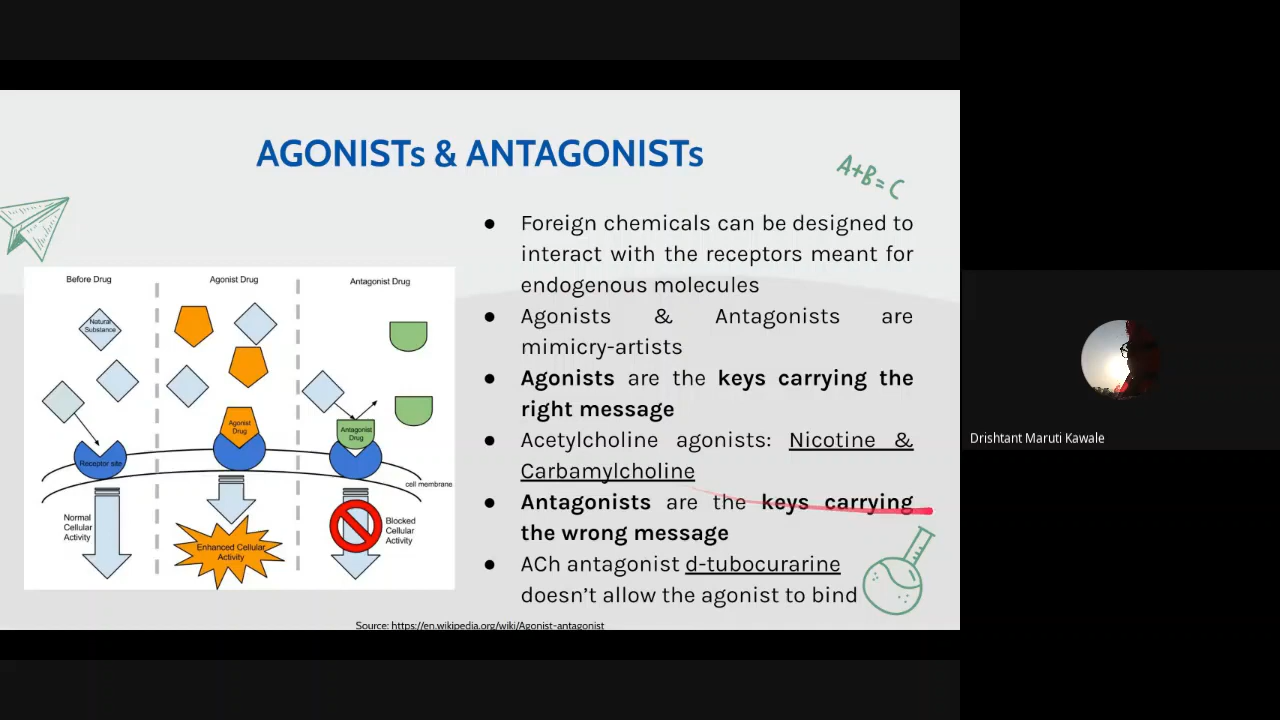 AGONISTs & ANTAGONISTs
A+B=C
Before Drug
Agonist Drug
Antagonist Drug
Natural
Substance
Agonist
Drug
Antagonist
Drug
Receptor site
cell membrane
Normal
Cellular
Activity
Enhanced Cellular
Activity
Blocked
Cellular
Activity
● Foreign chemicals can be designed to
interact with the receptors meant for
endogenous molecules
● Agonists & Antagonists are
mimicry-artists
● Agonists are the keys carrying the
right message
● Acetylcholine agonists: Nicotine &
Carbamylcholine
● Antagonists are the keys carrying
the wrong message
● ACh antagonist d-tubocurarine
doesn't allow the agonist to bind
Source: https://en.wikipedia.org/wiki/Agonist-antagonist
Drishtant Maruti Kawale